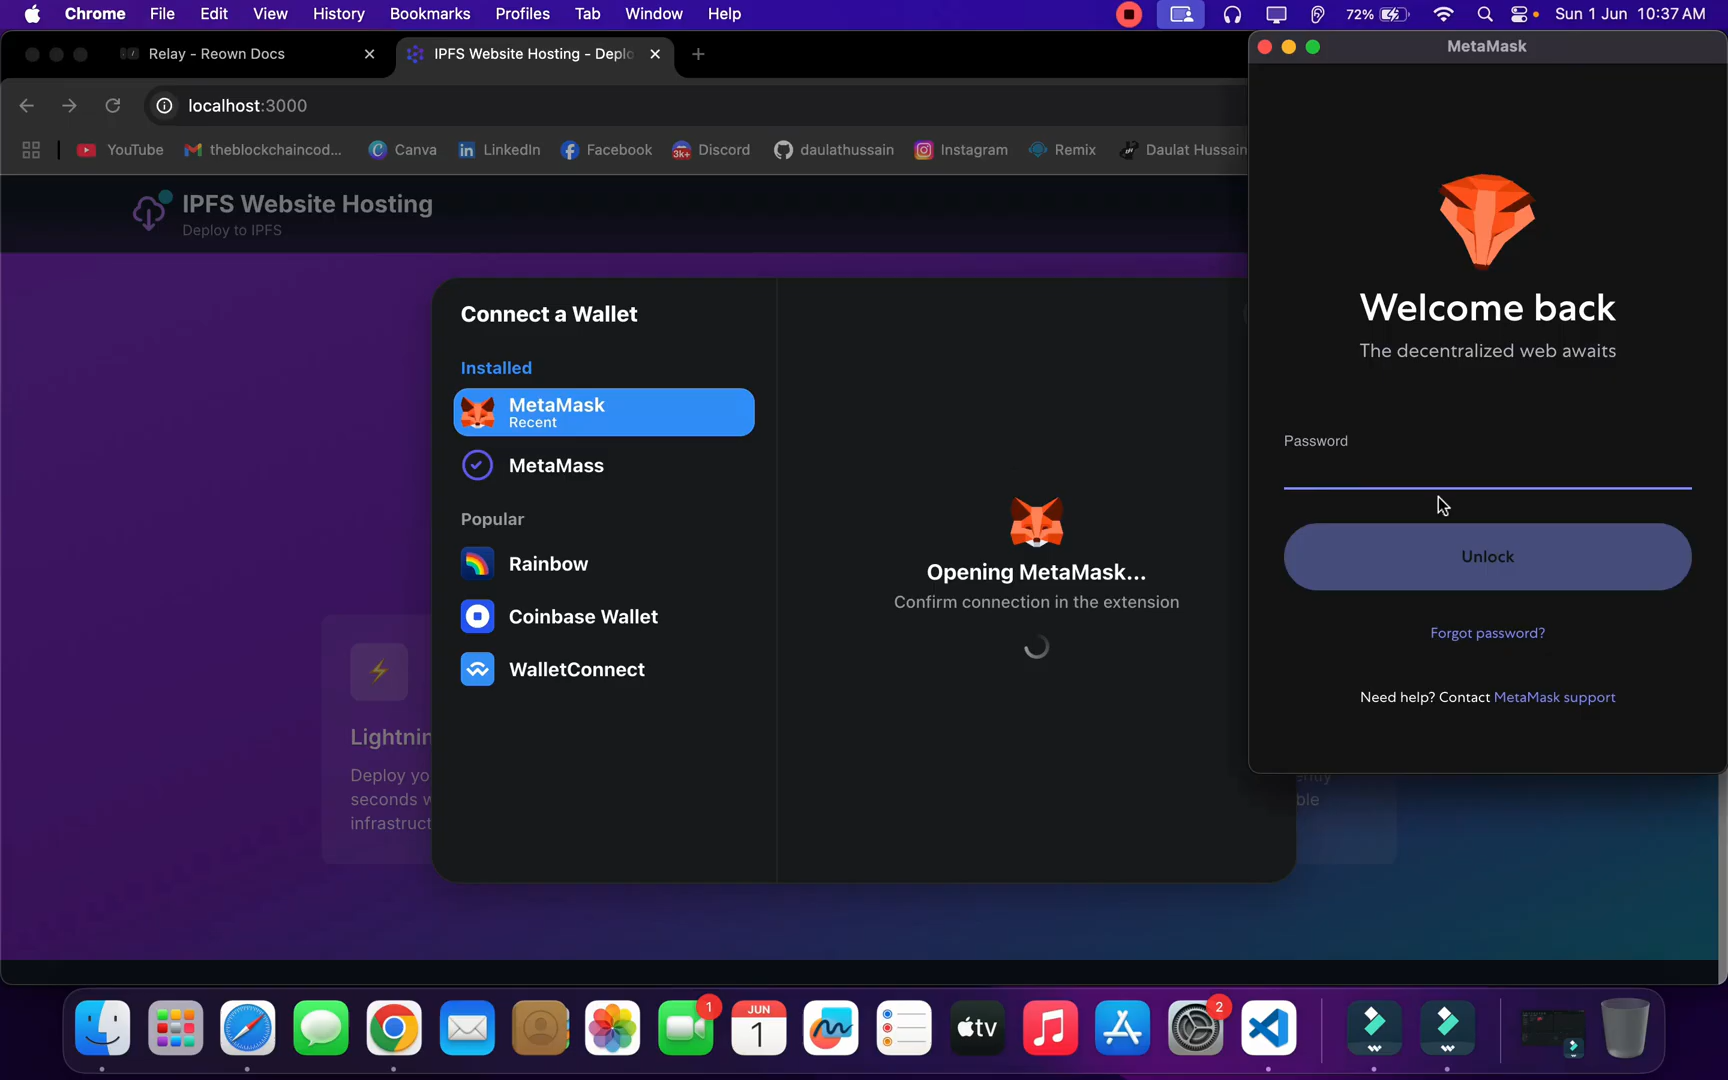 Chrome File Edit View History Bookmarks Profiles Tab Window Help 72% Sun 1 Jun 10:37 AM
Relay - Reown Docs IPFS Website Hosting - Deplo
MetaMask
localhost:3000
YouTube theblockchaincod... Canva LinkedIn Facebook 3k+ Discord daulathussain Instagram Remix Daulat Hussain
IPFS Website Hosting
Deploy to IPFS
Connect a Wallet
Installed
MetaMask
Recent
MetaMass
Popular
Rainbow
Coinbase Wallet
WalletConnect
Opening MetaMask...
Confirm connection in the extension
Welcome back
The decentralized web awaits
Password
Unlock
Forgot password?
Need help? Contact MetaMask support
Lightnin
Deploy yo
seconds w
infrastruct
1
JUN
1
tv
2